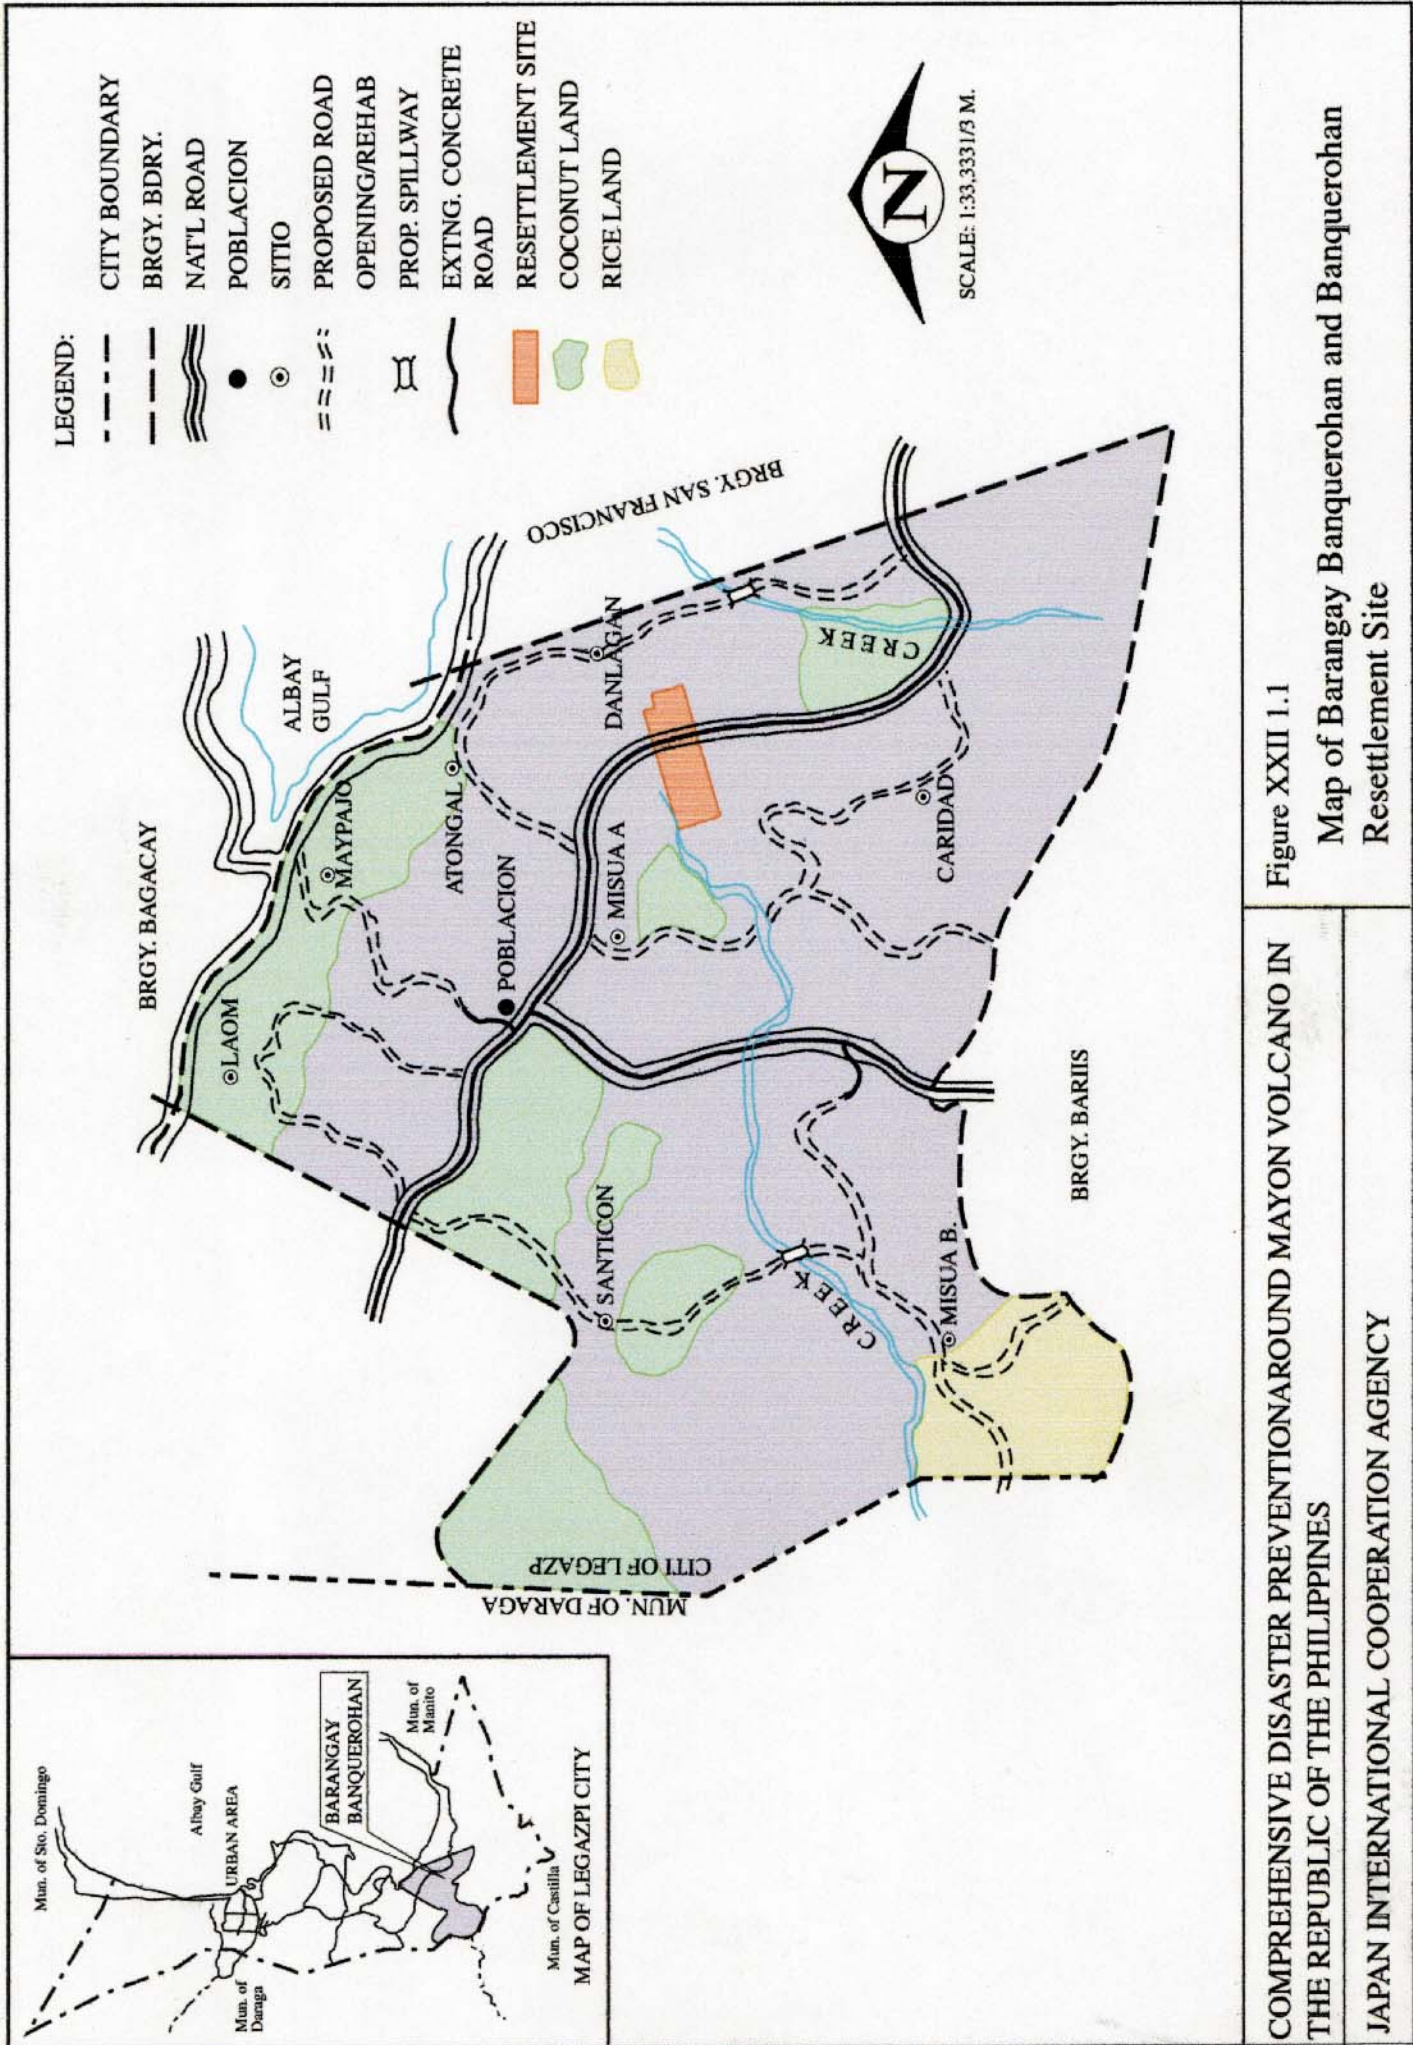 Mun. of Sto. Domingo
Albay Gulf
URBAN AREA
Mun. of
Daraga
BARANGAY
BANQUEROHAN
Mun. of
Manito
Mun. of Castilla
MAP OF LEGAZPI CITY
BRGY. BAGACAY
ALBAY
GULF
LAOM
MAYPAJO
ATONGAL
POBLACION
BRGY. SAN FRANCISCO
DANLAGAN
MISUA A
SANTICON
CREEK
CARIDAD
CREEK
MISUA B.
BRGY. BARIIS
CITI OF LEGAZP
MUN. OF DARAGA
LEGEND:
CITY BOUNDARY
BRGY. BDRY.
NAT'L ROAD
POBLACION
SITIO
PROPOSED ROAD
OPENING/REHAB
PROP. SPILLWAY
EXTNG. CONCRETE
ROAD
RESETTLEMENT SITE
COCONUT LAND
RICE LAND
N
SCALE: 1:33,3331/3 M.
COMPREHENSIVE DISASTER PREVENTIONAROUND MAYON VOLCANO IN
THE REPUBLIC OF THE PHILIPPINES
JAPAN INTERNATIONAL COOPERATION AGENCY
Figure XXII 1.1
Map of Barangay Banquerohan and Banquerohan
Resettlement Site